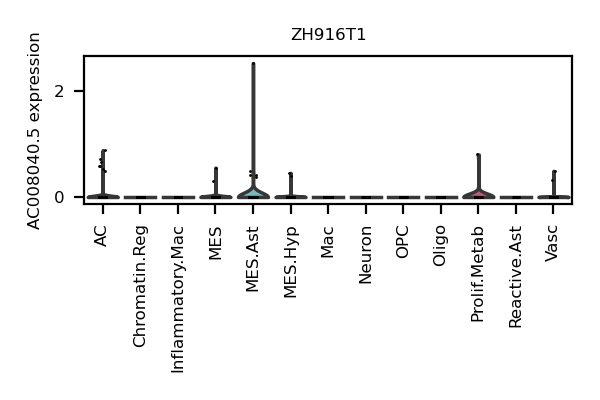 ZH916T1
AC008040.5 expression
2
0
AC
Chromatin.Reg
Inflammatory.Mac
MES
MES.Ast
MES.Hyp
Mac
Neuron
OPC
Oligo
Prolif.Metab
Reactive.Ast
Vasc